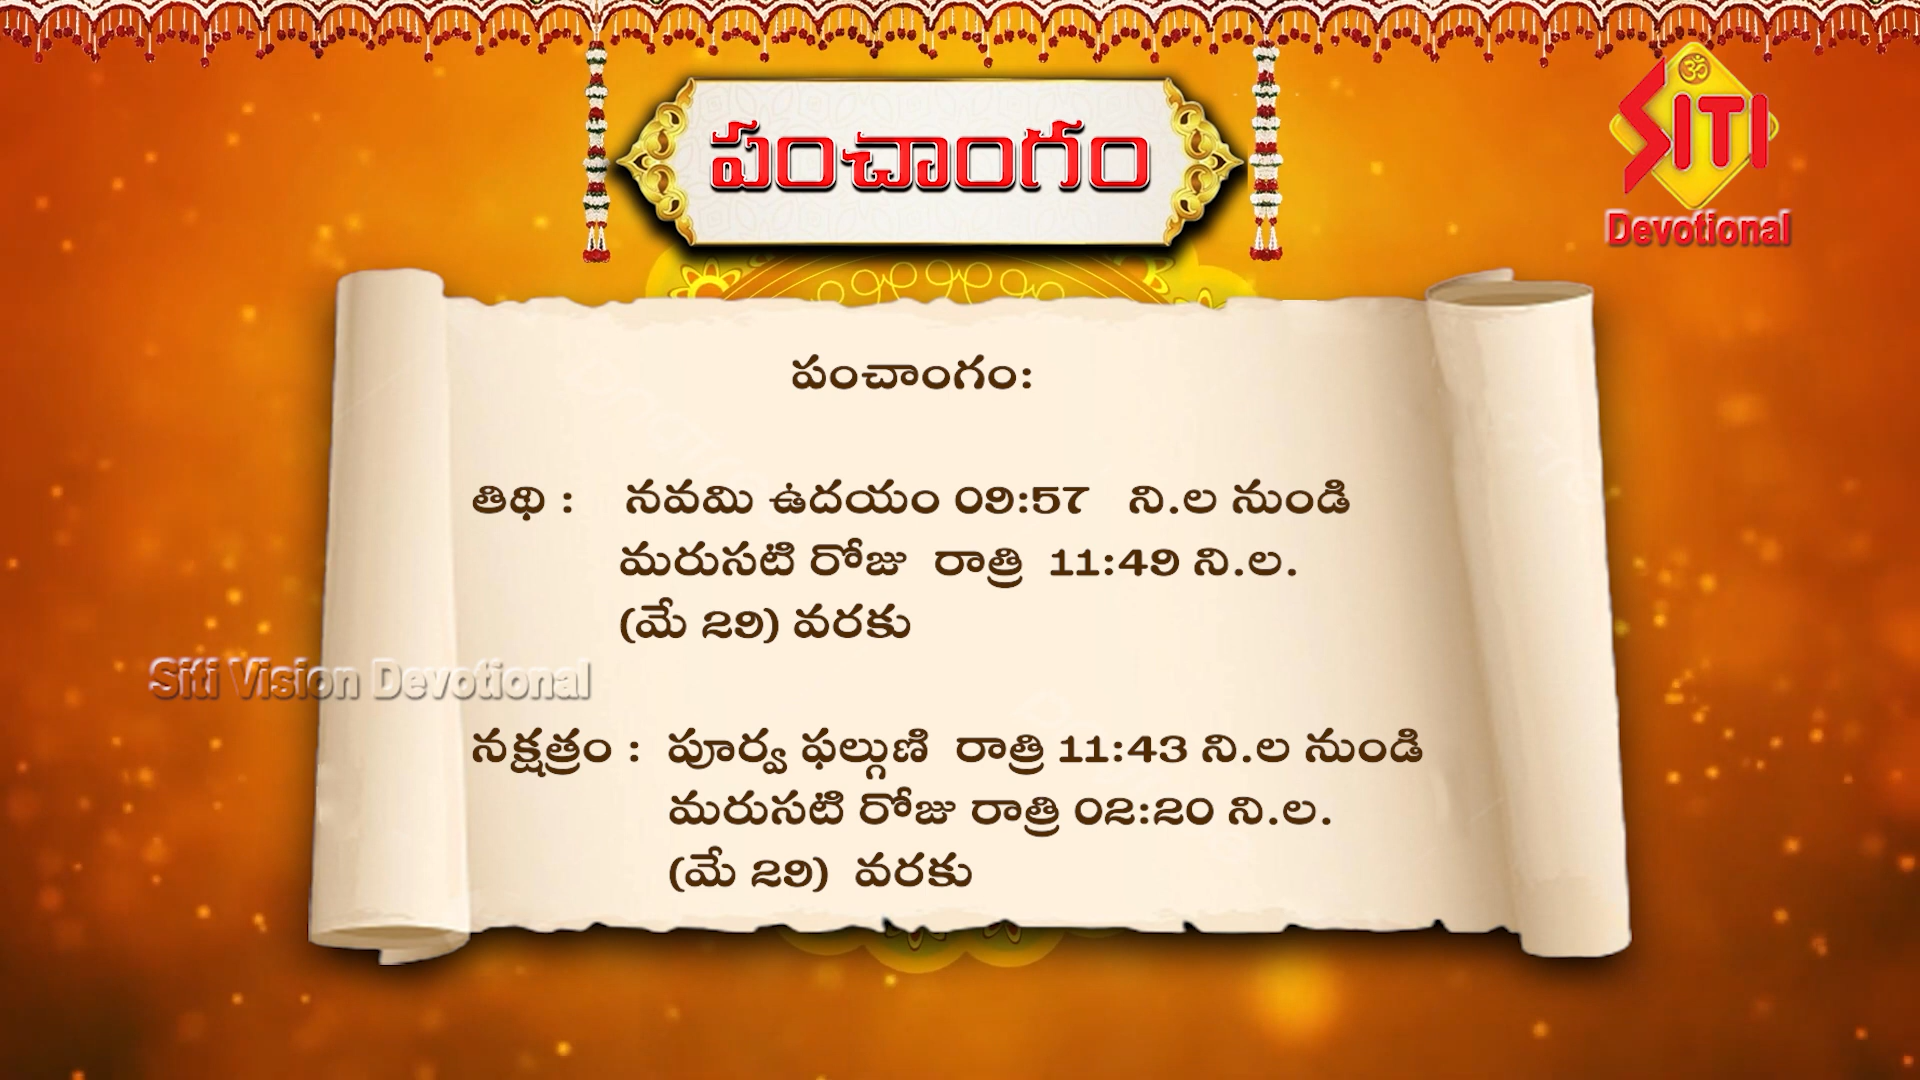 పంచాంగం
ॐ
SITI
Devotional
పంచాంగం:
తిథి : నవమి ఉదయం 09:57 ని.ల నుండి
మరుసటి రోజు రాత్రి 11:49 ని.ల.
(మే 29) వరకు
Siti Vision Devotional
నక్షత్రం : పూర్వ ఫల్గుణి రాత్రి 11:43 ని.ల నుండి
మరుసటి రోజు రాత్రి 02:20 ని.ల.
(మే 29) వరకు